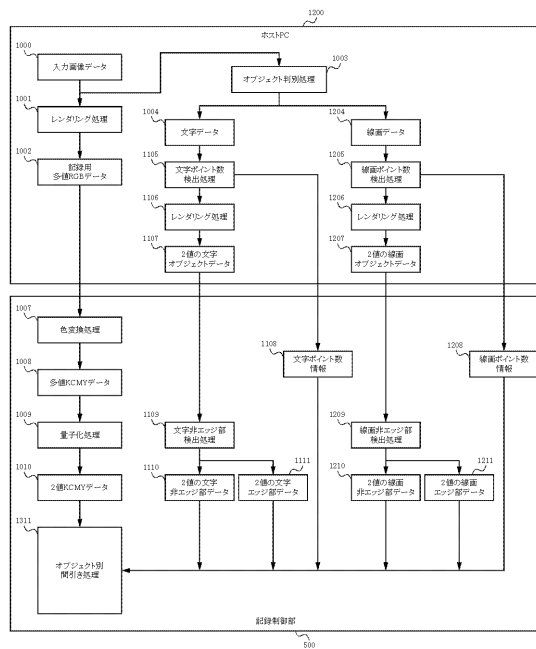 1200
ホストPC
1000
入力画像データ
1003
オブジェクト判別処理
1001
レンダリング処理
1004
文字データ
1204
線画データ
1002
記録用
多値RGBデータ
1105
文字ポイント数
検出処理
1205
線画ポイント数
検出処理
1106
レンダリング処理
1206
レンダリング処理
1107
2値の文字
オブジェクトデータ
1207
2値の線画
オブジェクトデータ
1007
色変換処理
1108
文字ポイント数
情報
1208
線画ポイント数
情報
1008
多値KCMYデータ
1009
量子化処理
1109
文字非エッジ部
検出処理
1209
線画非エッジ部
検出処理
1010
2値KCMYデータ
1110
2値の文字
非エッジ部データ
1111
2値の文字
エッジ部データ
1210
2値の線画
非エッジ部データ
1211
2値の線画
エッジ部データ
1311
オブジェクト別
間引き処理
記録制御部
500